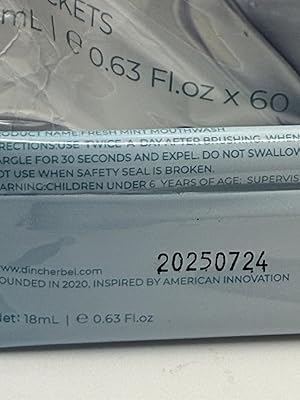 CKETS
mL | ℮ 0.63 Fl.oz x 60
PRODUCT NAME:FRESH MINT MOUTHWASH
DIRECTIONS:USE TWICE A DAY AFTER BRUSHING, WHEN
GARGLE FOR 30 SECONDS AND EXPEL. DO NOT SWALLOW
NOT USE WHEN SAFETY SEAL IS BROKEN.
WARNING:CHILDREN UNDER 6 YEARS OF AGE; SUPERVIS
www.dincherbel.com
20250724
FOUNDED IN 2020, INSPIRED BY AMERICAN INNOVATION
Net: 18mL | ℮ 0.63 Fl.oz